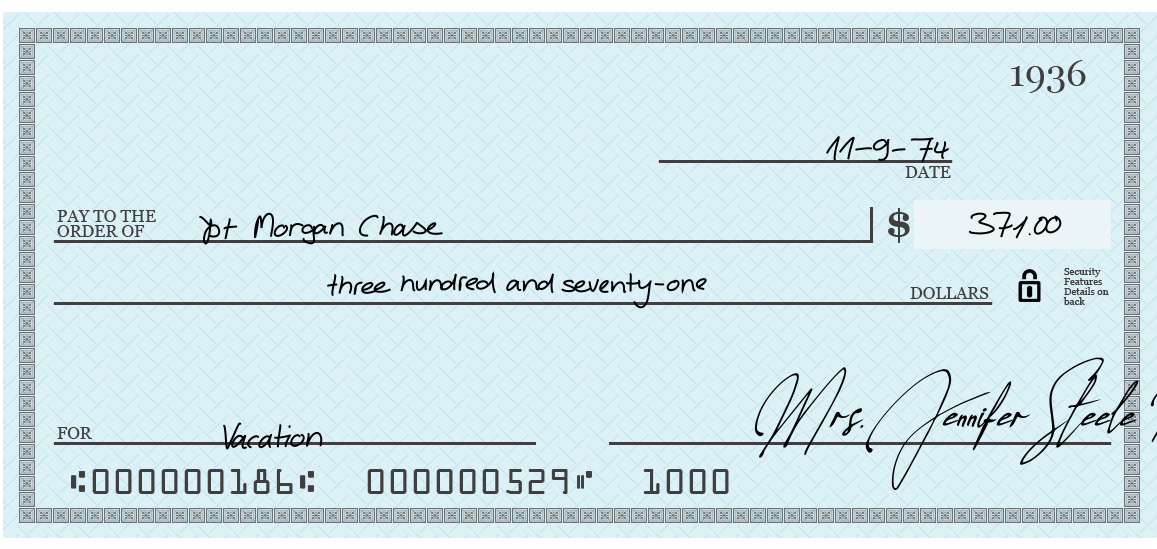 1936
11-9-74
DATE
PAY TO THE
ORDER OF
pt Morgan Chase
$ 371.00
three hundred and seventy-one
DOLLARS
Security
Features
Details on
back
Mrs. Jennifer Steele
FOR
Vacation
⑆000000186⑆ 000000529⑈ 1000